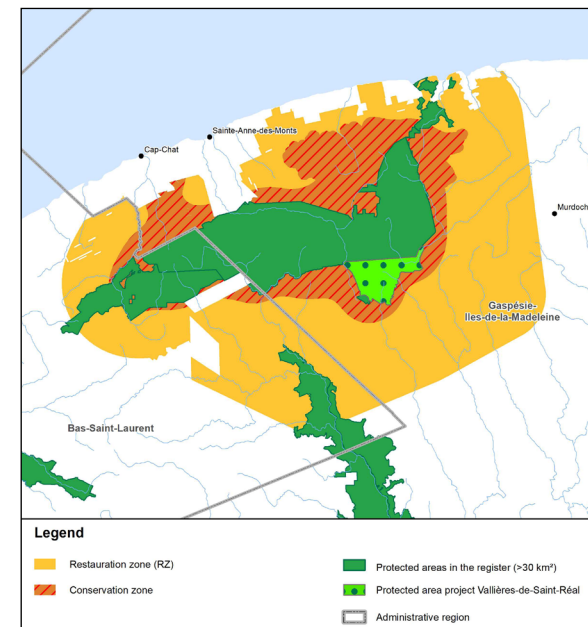 Sainte-Anne-des-Monts
Cap-Chat
Murdoch
Gaspésie-
Iles-de-la-Madeleine
Bas-Saint-Laurent
Legend
Restauration zone (RZ)
Conservation zone
Protected areas in the register (>30 km²)
Protected area project Vallières-de-Saint-Réal
Administrative region